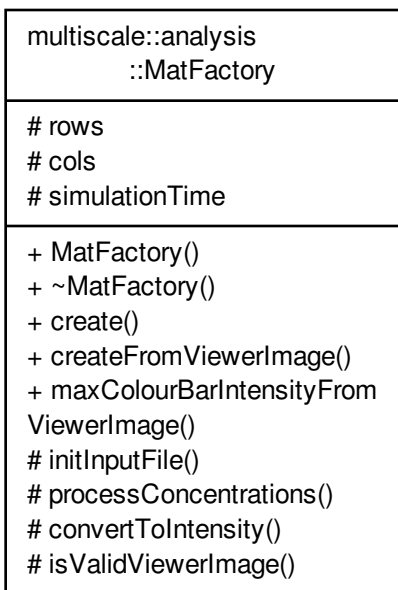 multiscale::analysis
::MatFactory
# rows
# cols
# simulationTime
+ MatFactory()
+ ~MatFactory()
+ create()
+ createFromViewerImage()
+ maxColourBarIntensityFrom
ViewerImage()
# initInputFile()
# processConcentrations()
# convertToIntensity()
# isValidViewerImage()